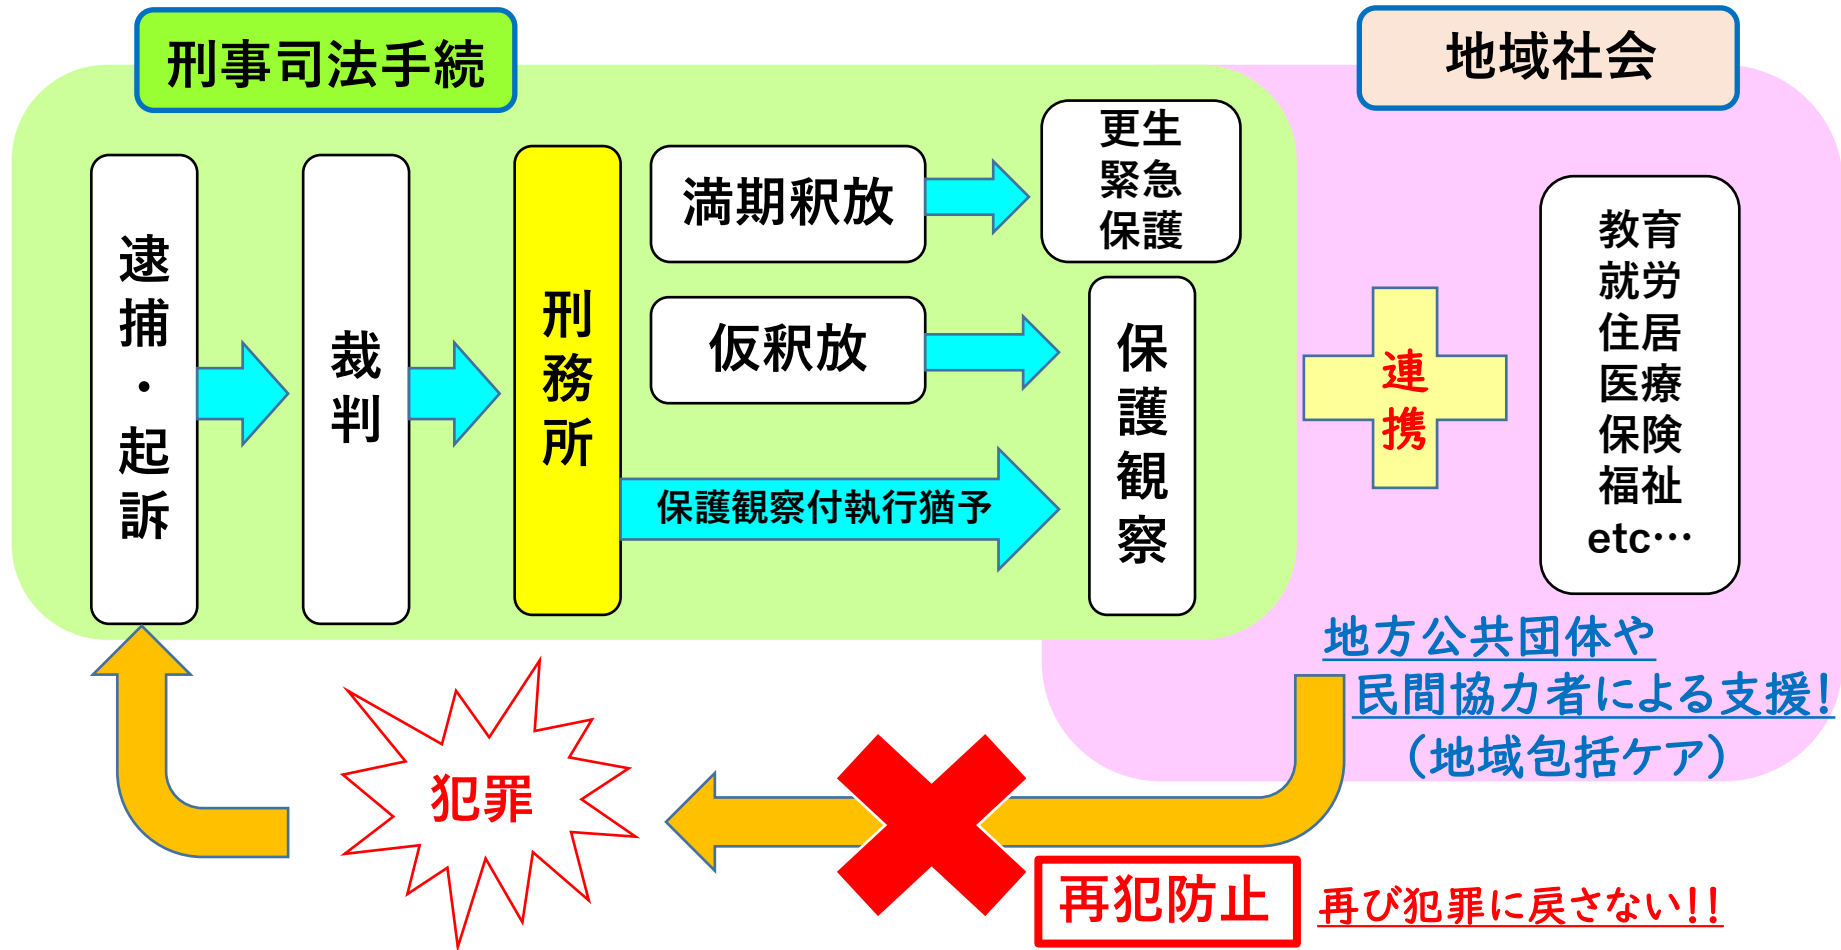 刑事司法手続
地域社会
逮捕・起訴
裁判
刑務所
満期釈放
仮釈放
保護観察付執行猶予
更生
緊急
保護
保護観察
連携
教育
就労
住居
医療
保険
福祉
etc…
地方公共団体や
民間協力者による支援！
（地域包括ケア）
犯罪
再犯防止
再び犯罪に戻さない！！